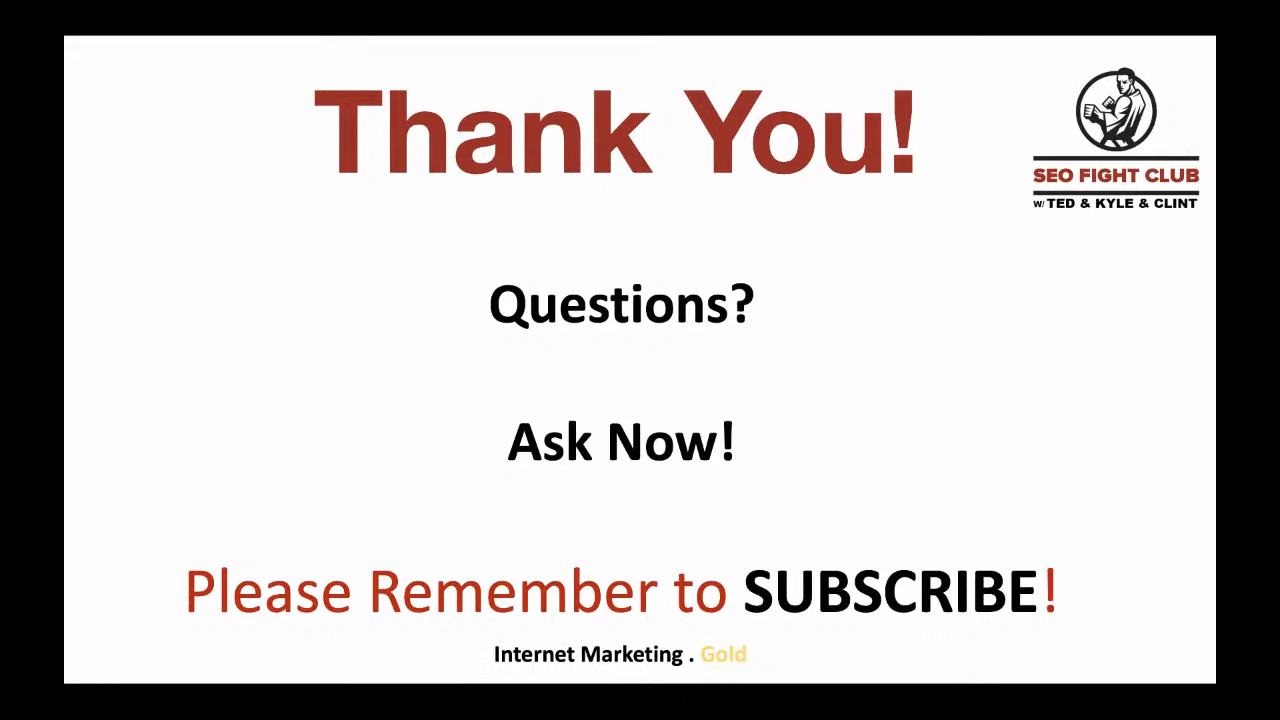 Thank You!
SEO FIGHT CLUB
W/ TED & KYLE & CLINT
Questions?
Ask Now!
Please Remember to SUBSCRIBE!
Internet Marketing . Gold